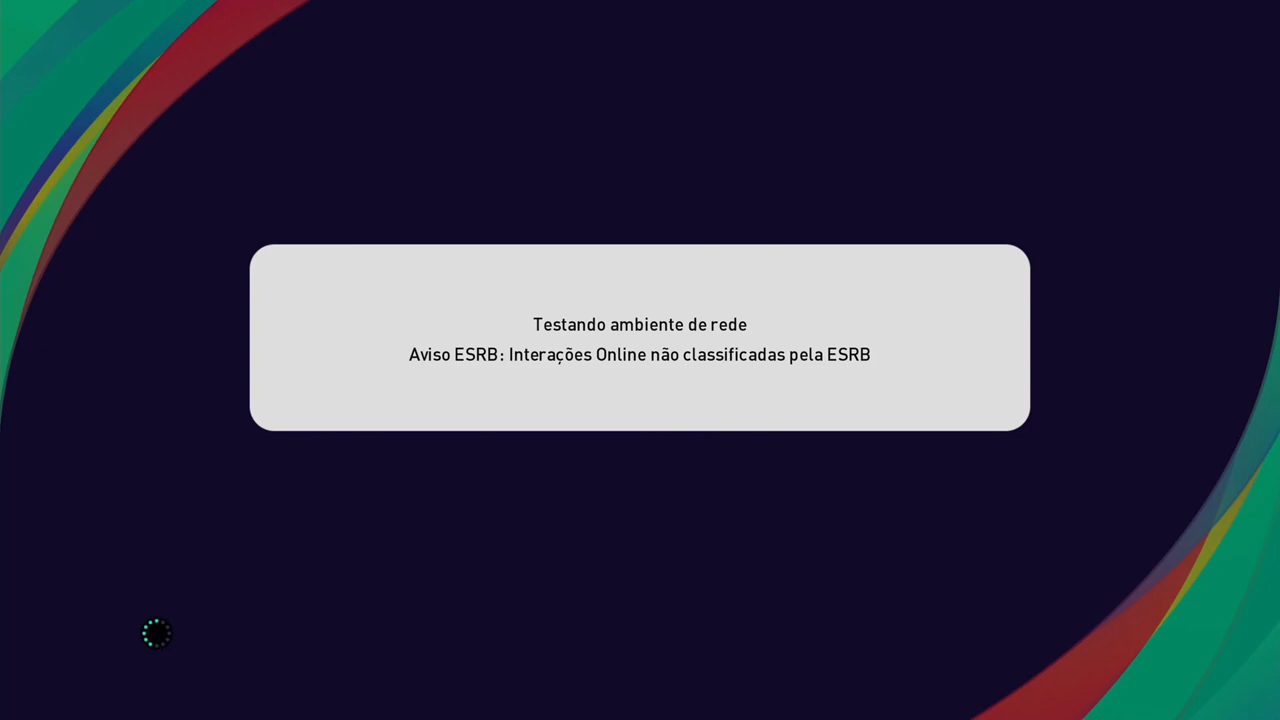 Testando ambiente de rede
Aviso ESRB: Interações Online não classificadas pela ESRB